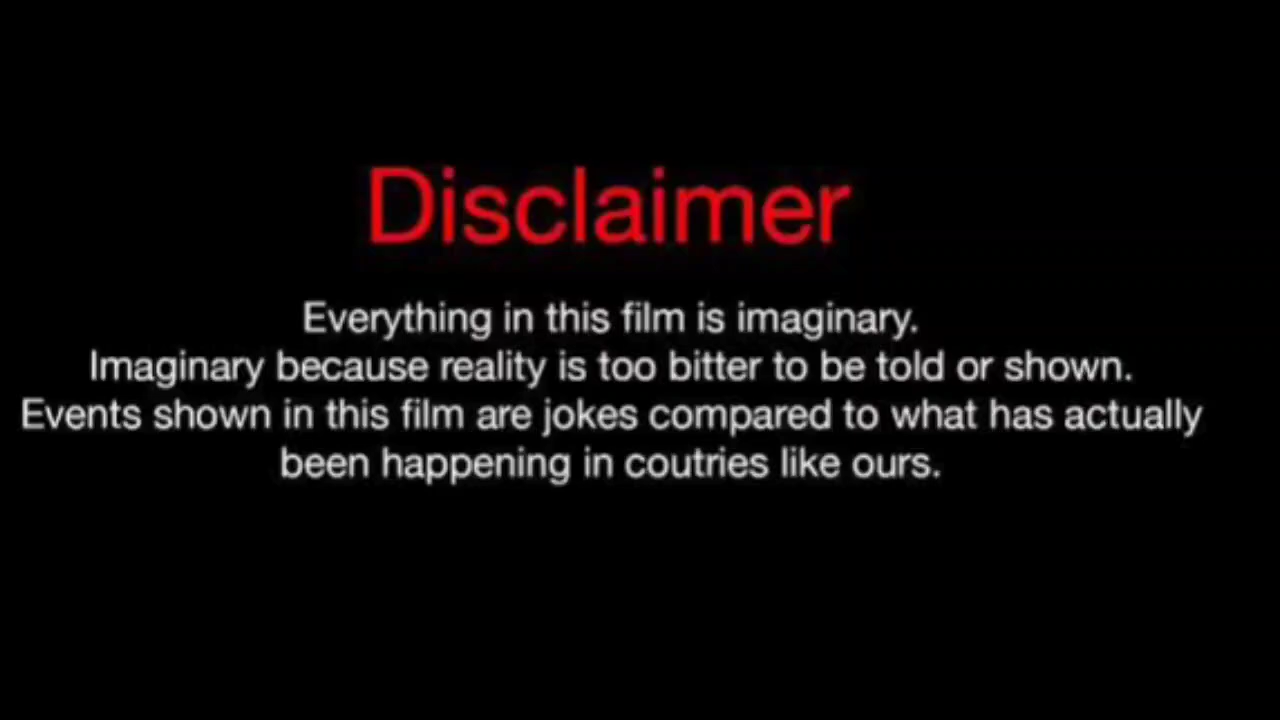 Disclaimer
Everything in this film is imaginary.
Imaginary because reality is too bitter to be told or shown.
Events shown in this film are jokes compared to what has actually
been happening in coutries like ours.